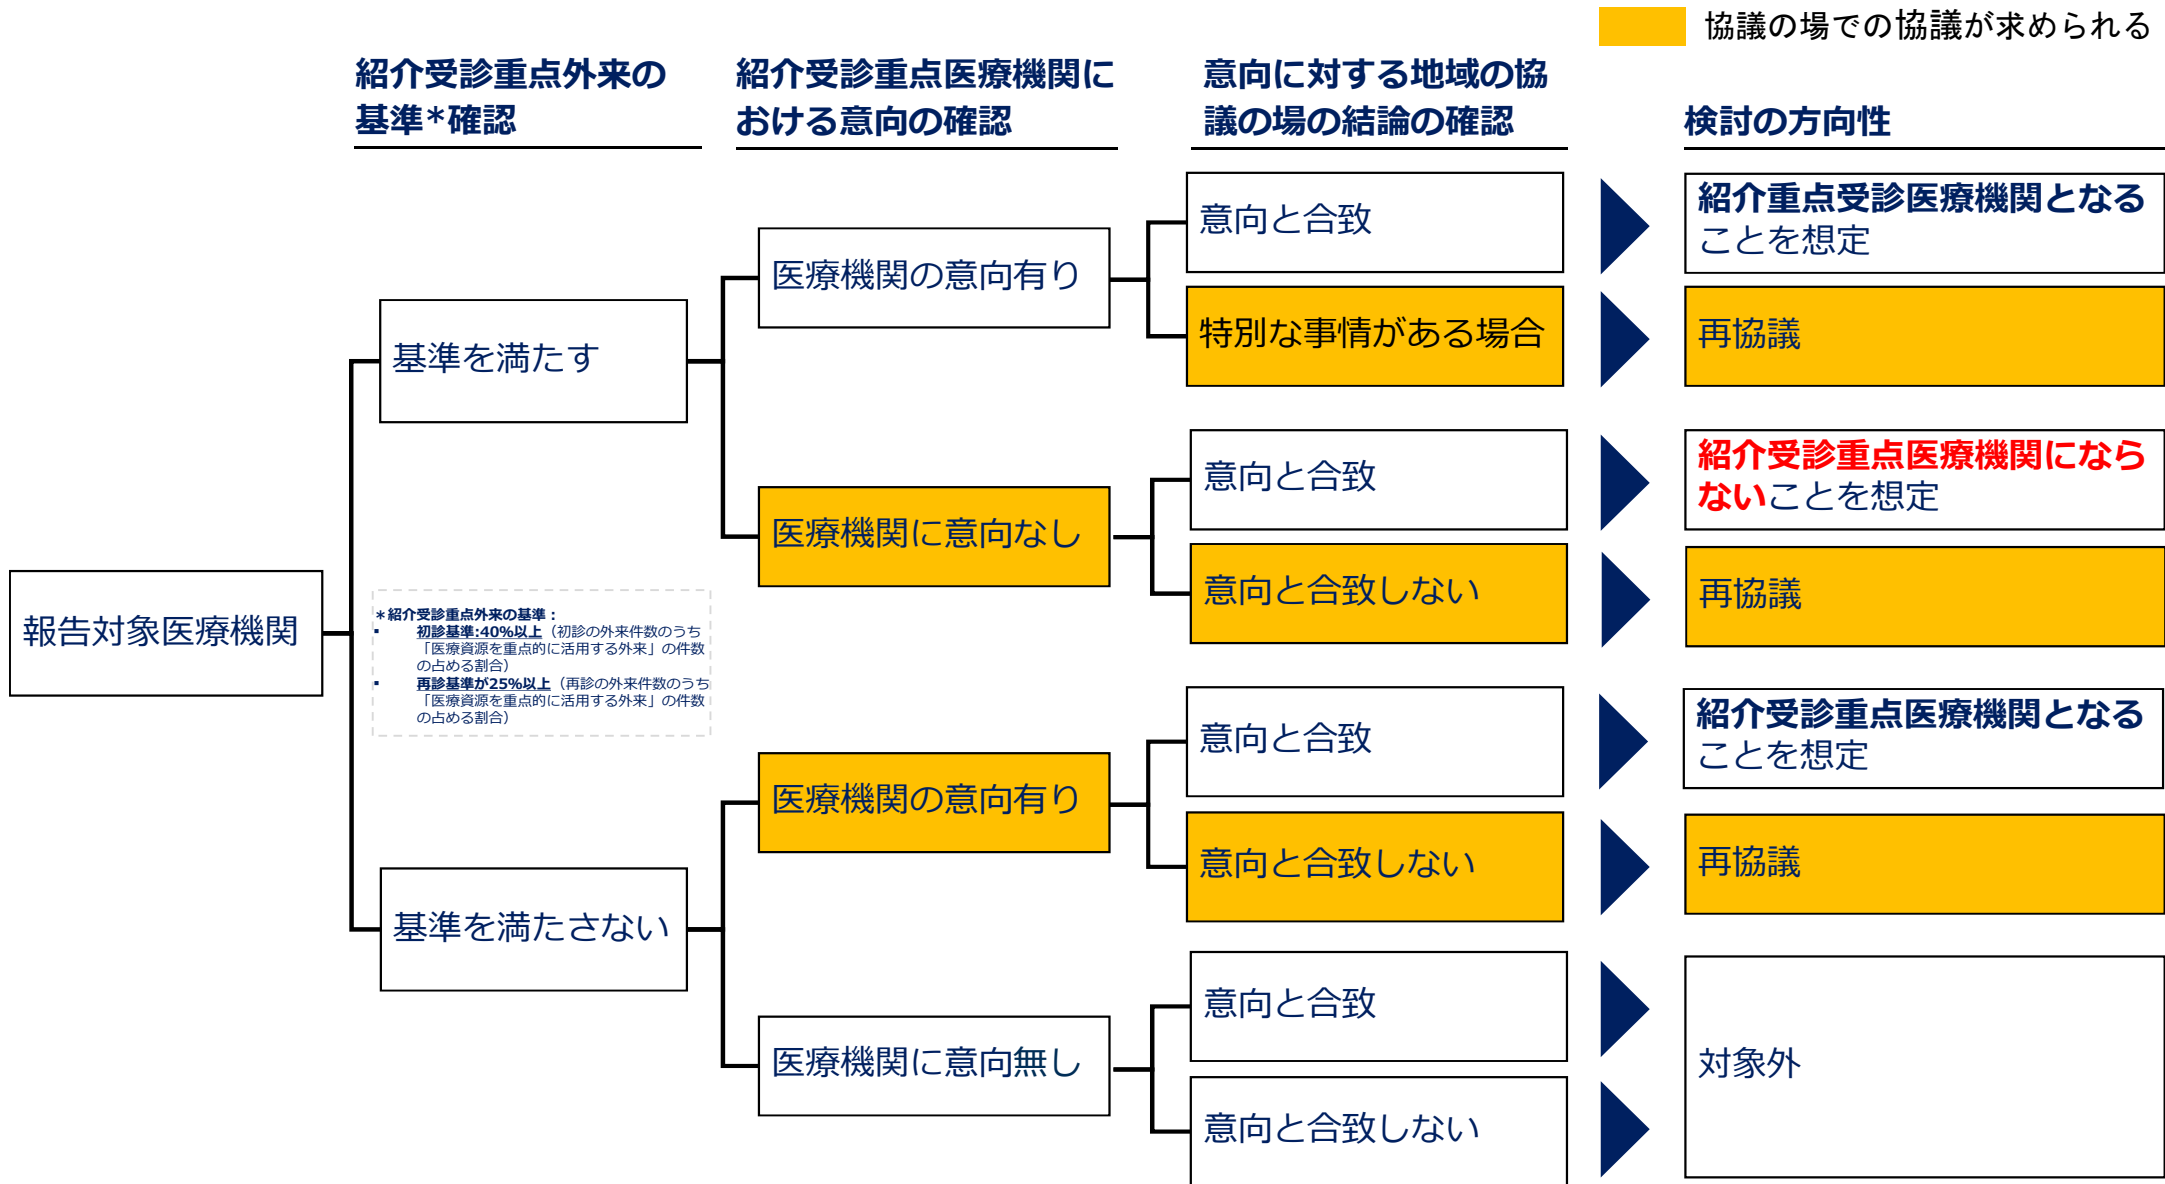 協議の場での協議が求められる
紹介受診重点外来の
基準*確認
紹介受診重点医療機関に
おける意向の確認
意向に対する地域の協
議の場の結論の確認
検討の方向性
報告対象医療機関
基準を満たす
医療機関の意向有り
意向と合致
紹介重点受診医療機関となる
ことを想定
特別な事情がある場合
再協議
医療機関に意向なし
意向と合致
紹介受診重点医療機関になら
ないことを想定
意向と合致しない
再協議
＊紹介受診重点外来の基準：
▪ 初診基準:40%以上（初診の外来件数のうち
「医療資源を重点的に活用する外来」の件数
の占める割合）
▪ 再診基準が25%以上（再診の外来件数のうち
「医療資源を重点的に活用する外来」の件数
の占める割合）
基準を満たさない
医療機関の意向有り
意向と合致
紹介受診重点医療機関となる
ことを想定
意向と合致しない
再協議
医療機関に意向無し
意向と合致
意向と合致しない
対象外